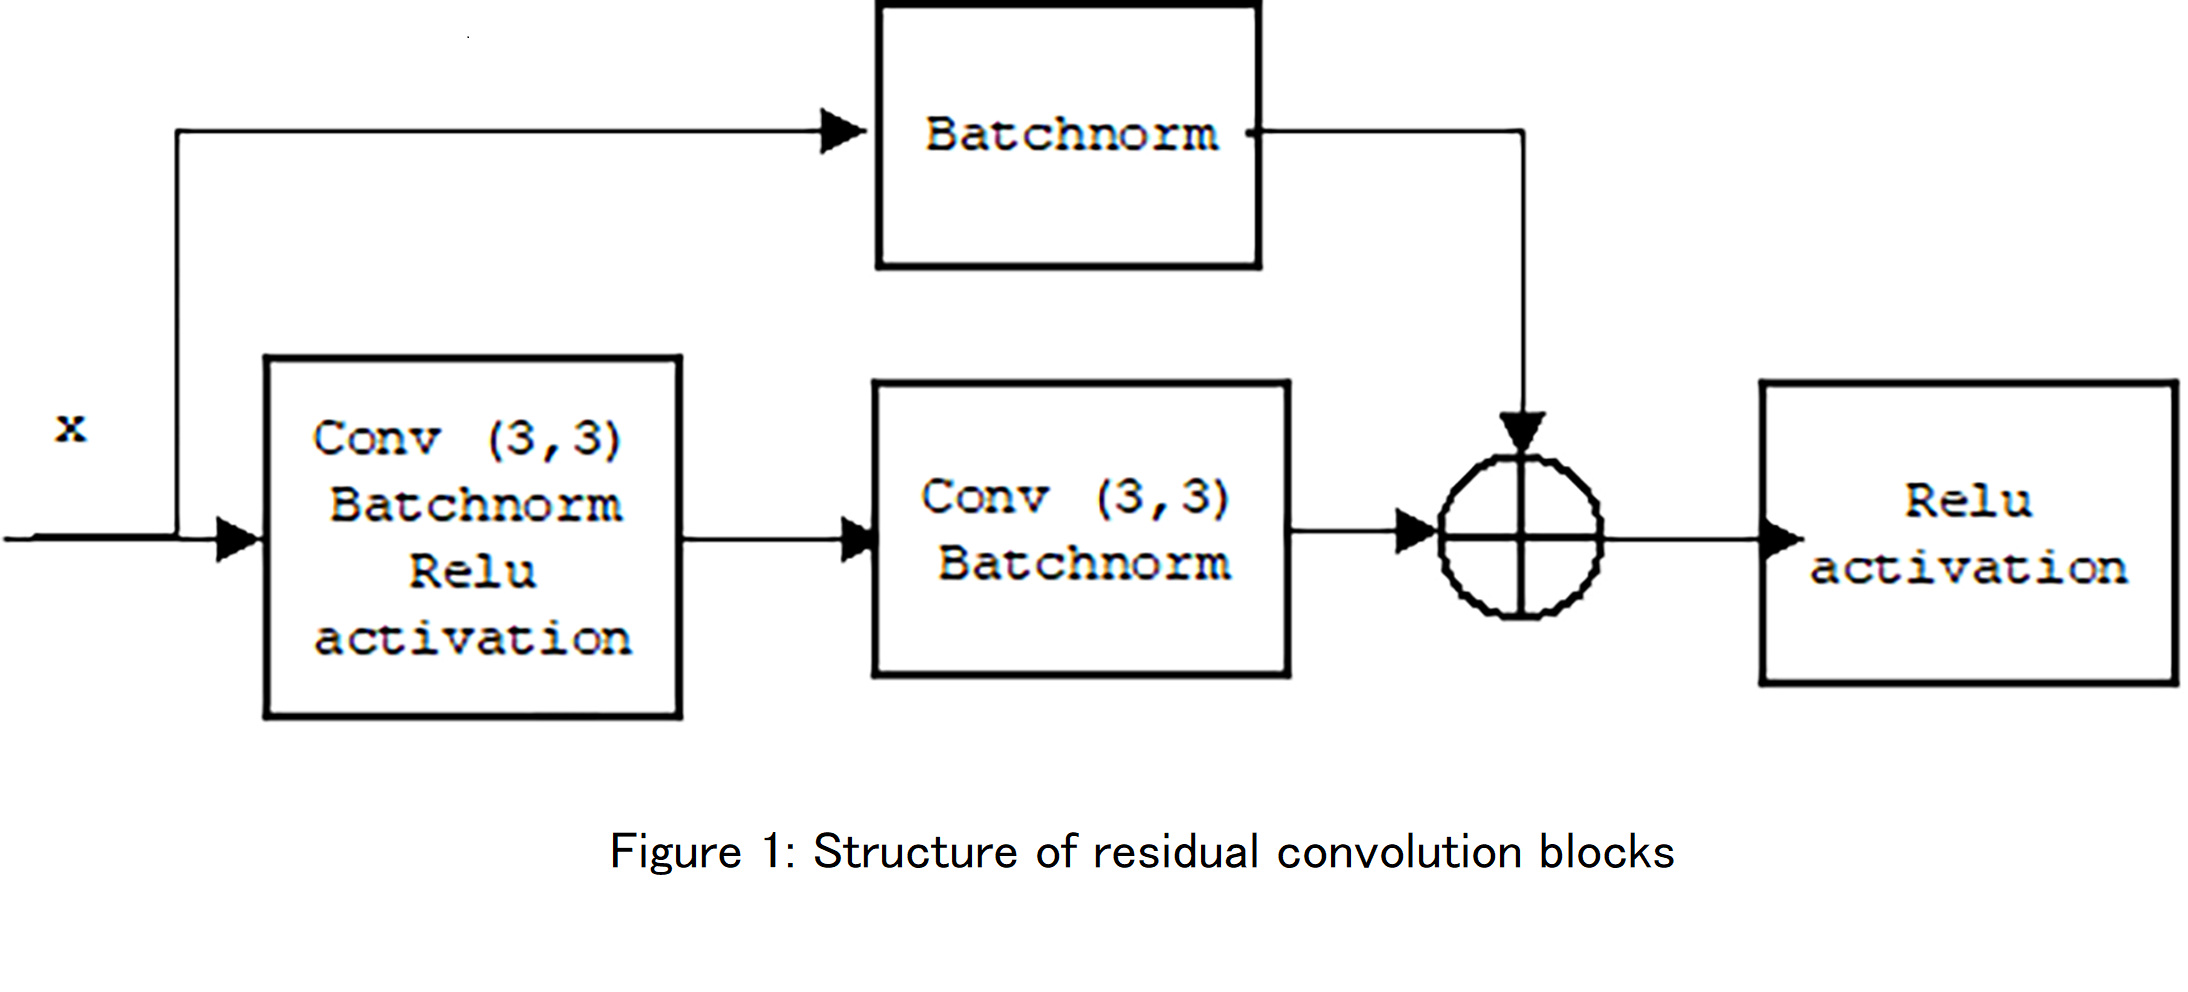 Batchnorm
x
Conv (3,3)
Batchnorm
Relu
activation
Conv (3,3)
Batchnorm
Relu
activation
Figure 1: Structure of residual convolution blocks